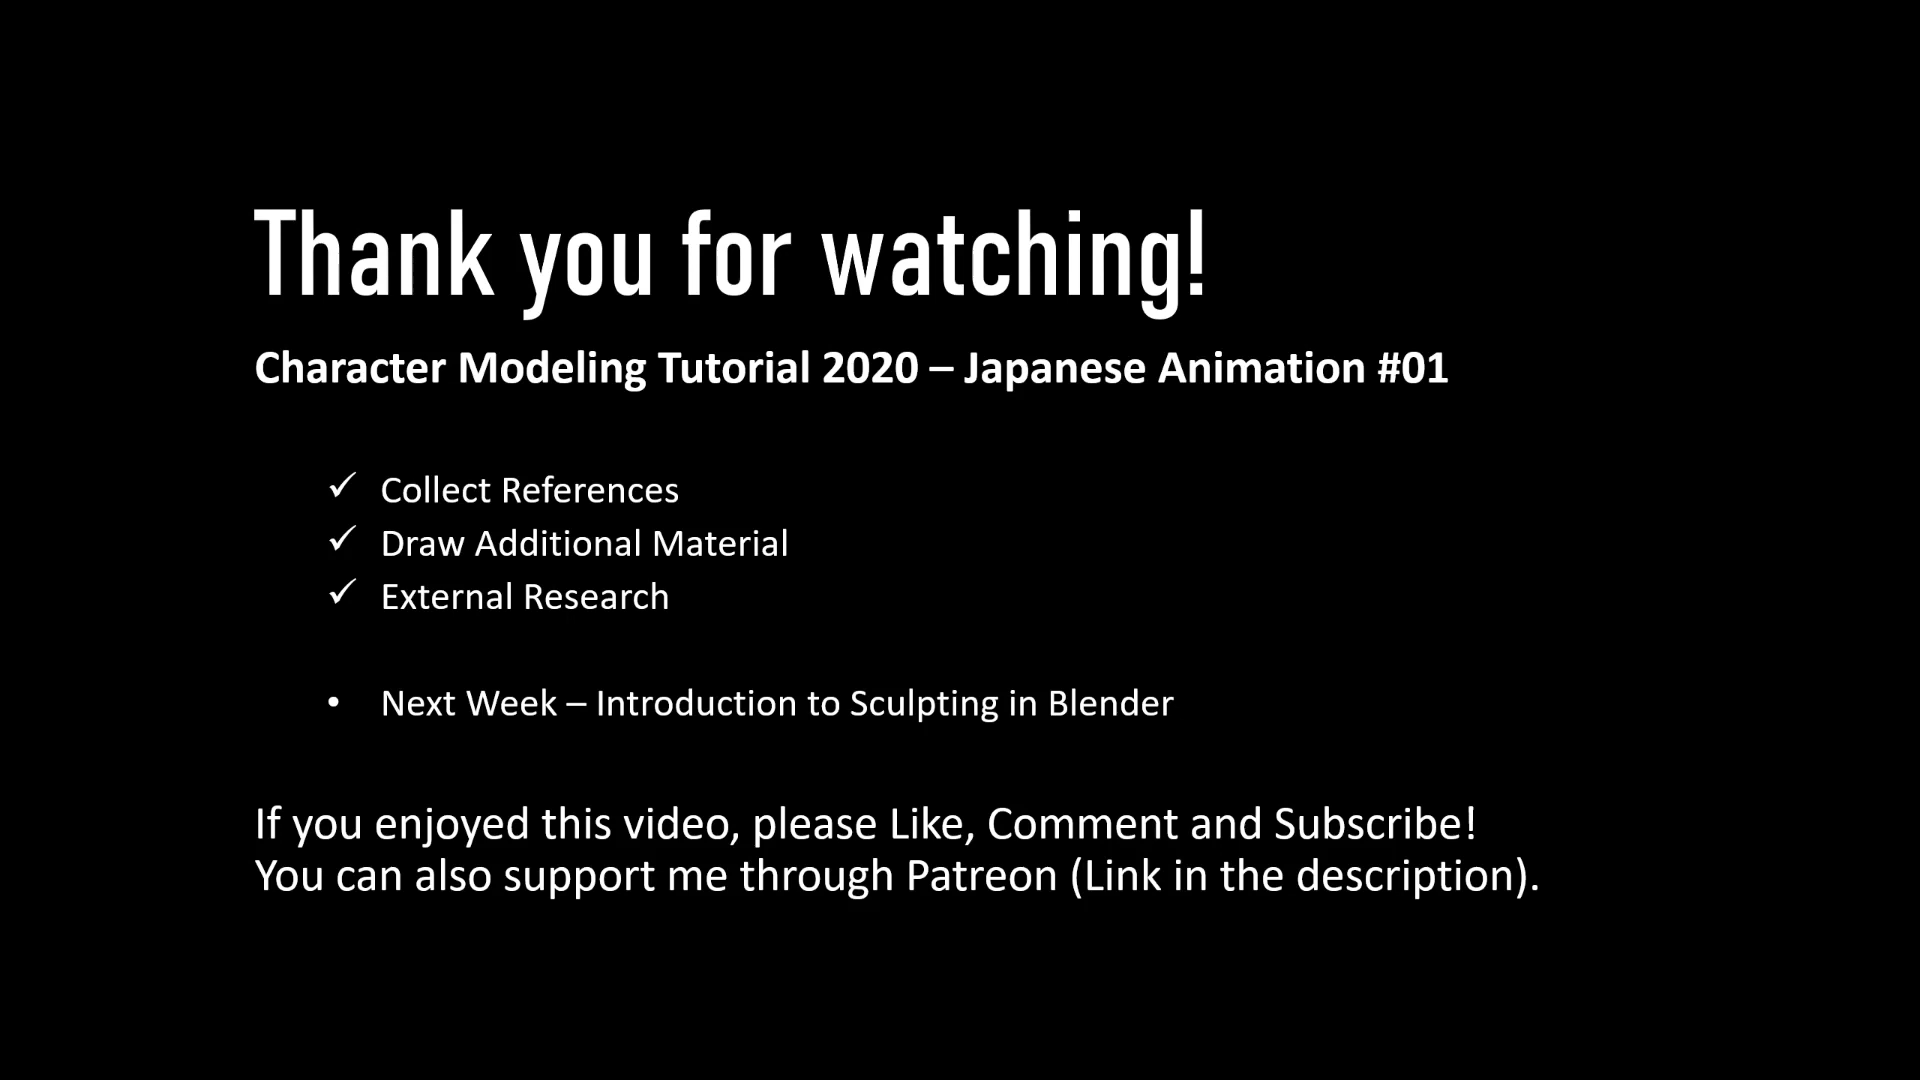 Thank you for watching!
Character Modeling Tutorial 2020 – Japanese Animation #01
✓ Collect References
✓ Draw Additional Material
✓ External Research
• Next Week – Introduction to Sculpting in Blender
If you enjoyed this video, please Like, Comment and Subscribe!
You can also support me through Patreon (Link in the description).